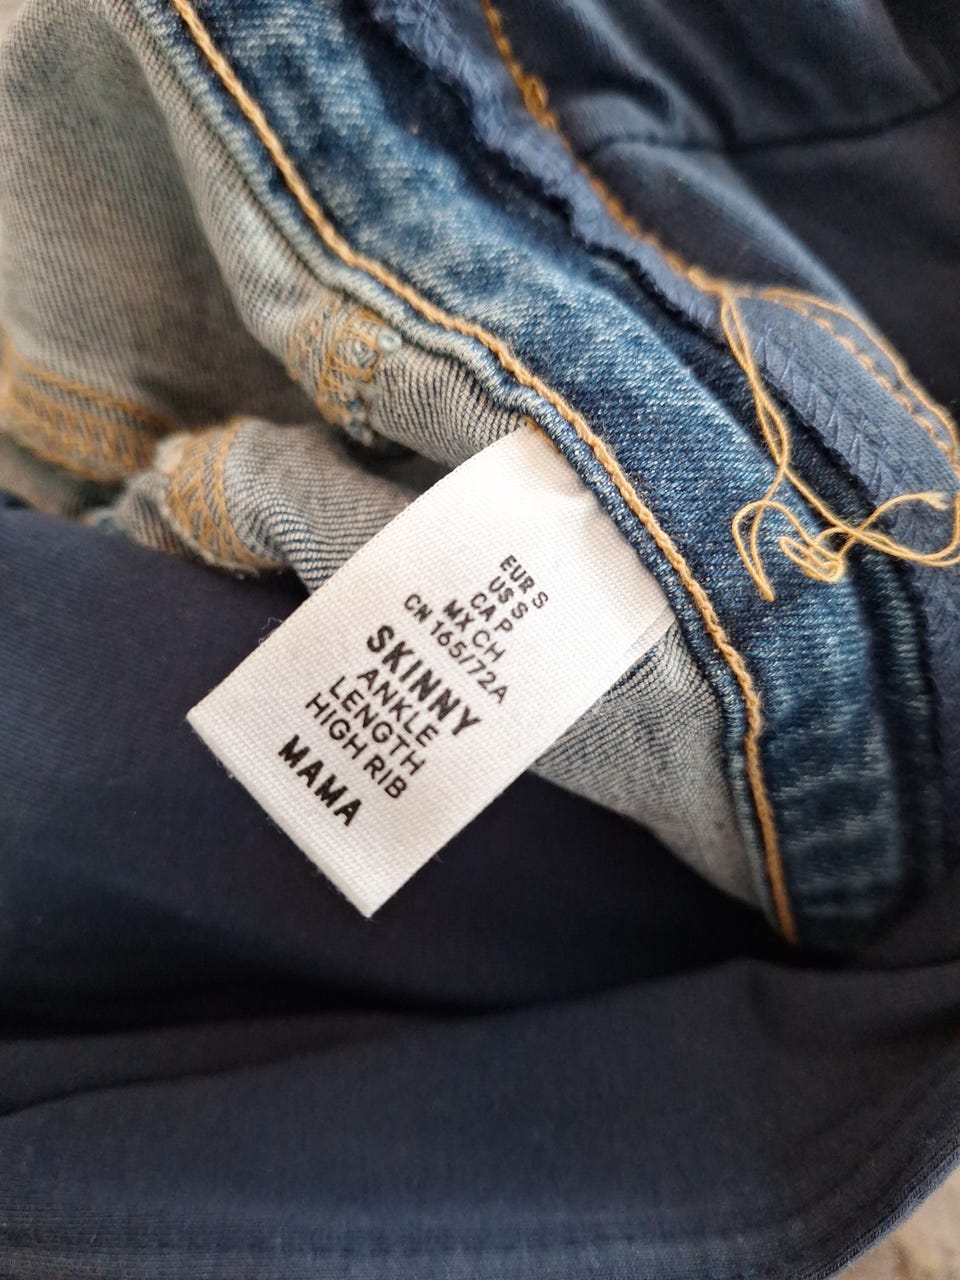 EUR S
US S
CA P
MX CH
CN 165/72A
SKINNY
ANKLE
LENGTH
HIGH RIB
MAMA